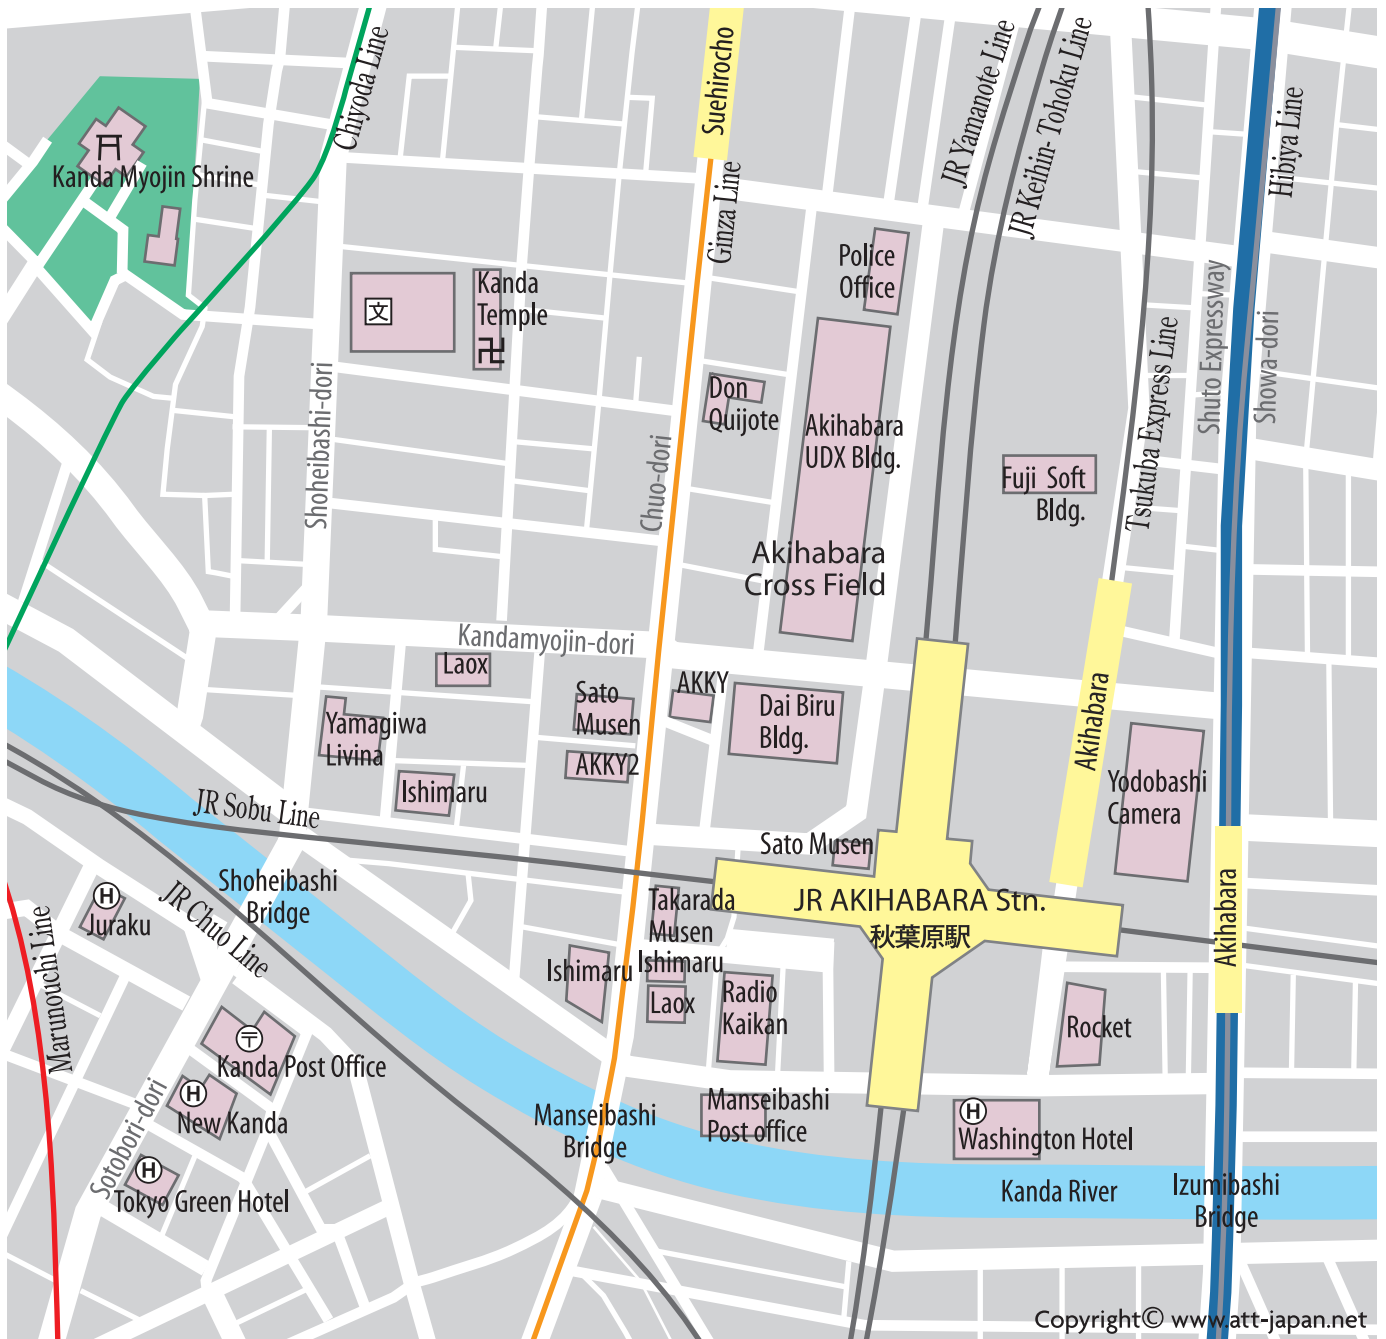 Suehirocho
Chiyoda Line
JR Yamanote Line
JR Keihin- Tohoku Line
Hibiya Line
Kanda Myojin Shrine
Ginza Line
Police
Office
Kanda
Temple
文
卍
Shuto Expressway
Showa-dori
Tsukuba Express Line
Shoheibashi-dori
Don
Quijote
Chuo-dori
Akihabara
UDX Bldg.
Fuji Soft
Bldg.
Akihabara
Cross Field
Kandamyojin-dori
Laox
Sato
Musen
AKKY
Dai Biru
Bldg.
Akihabara
Yamagiwa
Livina
AKKY2
Ishimaru
Yodobashi
Camera
JR Sobu Line
Sato Musen
Shoheibashi
Bridge
JR AKIHABARA Stn.
秋葉原駅
Akihabara
H
Juraku
JR Chuo Line
Marunouchi Line
Takarada
Musen
Ishimaru
Ishimaru
Laox
Radio
Kaikan
Rocket
〒
Kanda Post Office
H
New Kanda
Manseibashi
Bridge
Manseibashi
Post office
H
Washington Hotel
Sotobori-dori
H
Tokyo Green Hotel
Kanda River
Izumibashi
Bridge
Copyright© www.att-japan.net